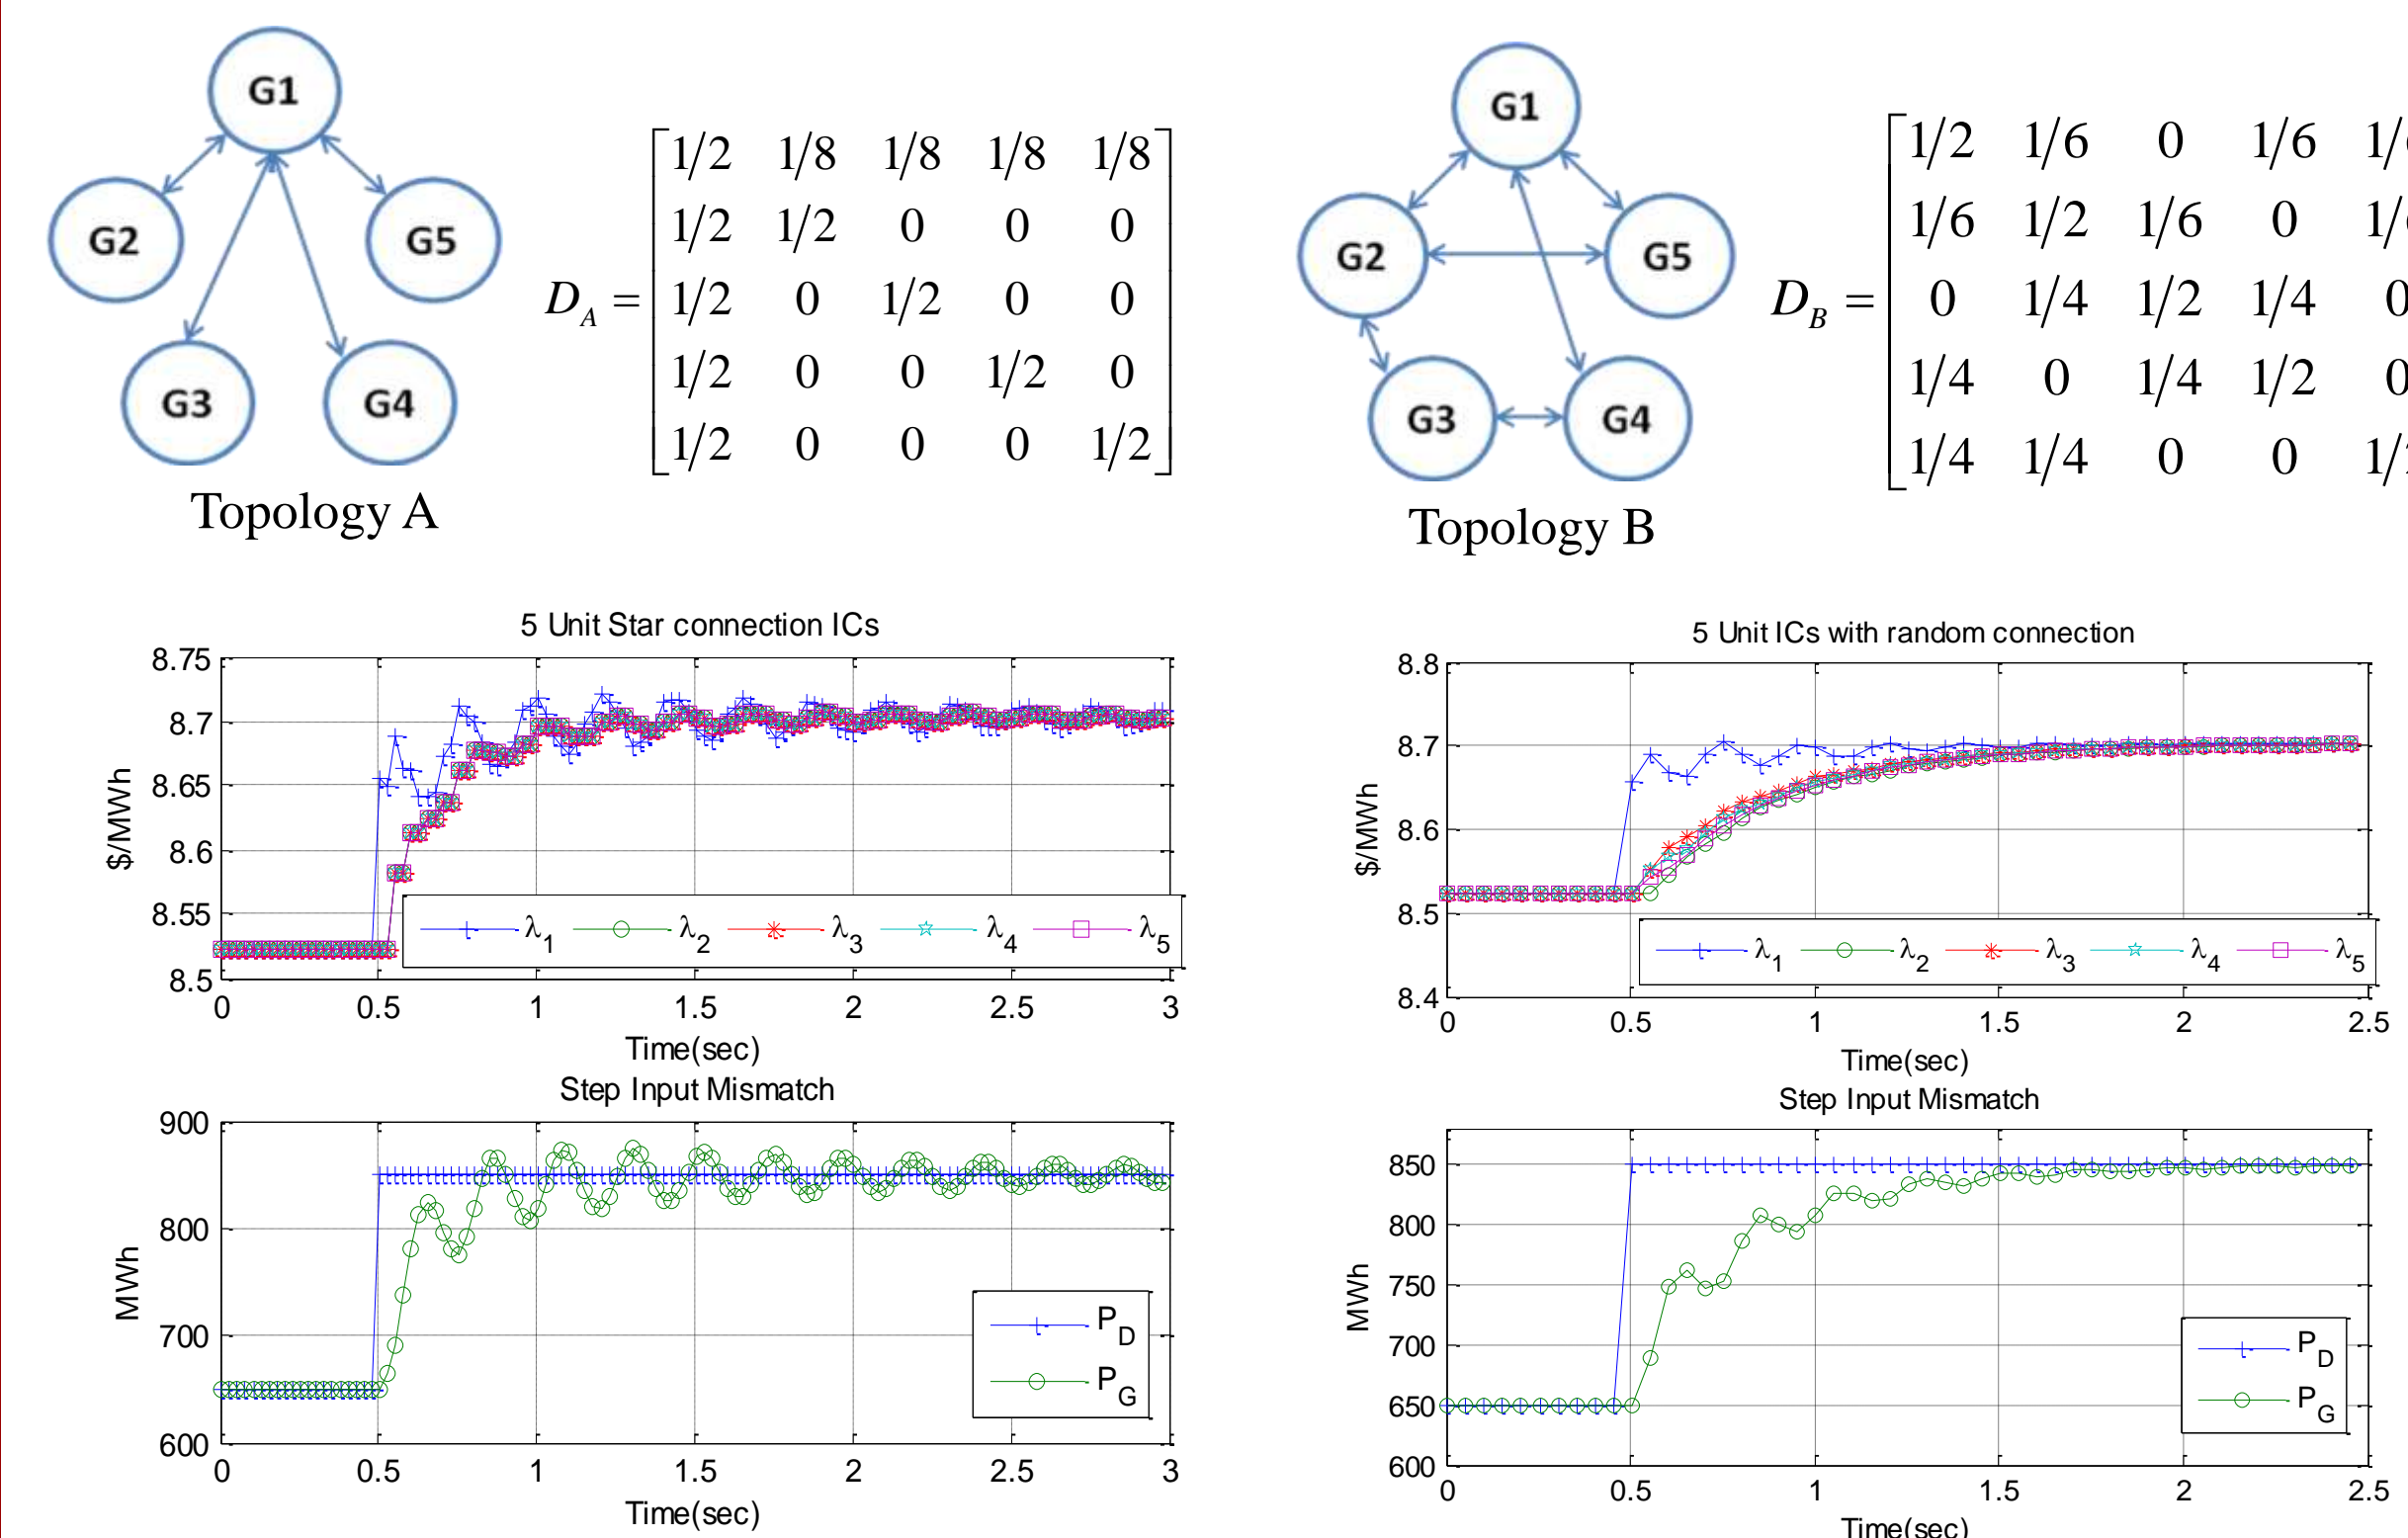 G1
G2
G5
G3
G4
Topology A
D_A =
1/2 1/8 1/8 1/8 1/8
1/2 1/2 0 0 0
1/2 0 1/2 0 0
1/2 0 0 1/2 0
1/2 0 0 0 1/2
G1
G2
G5
G3
G4
Topology B
D_B =
1/2 1/6 0 1/6
1/6 1/2 1/6 0
0 1/4 1/2 1/4 0
1/4 0 1/4 1/2 0
1/4 1/4 0 0
5 Unit Star connection ICs
$/MWh
8.75
8.7
8.65
8.6
8.55
8.5
λ1 λ2 λ3 λ4 λ5
0 0.5 1 1.5 2 2.5 3
Time(sec)
Step Input Mismatch
MWh
900
800
700
600
P_D
P_G
0 0.5 1 1.5 2 2.5 3
Time(sec)
5 Unit ICs with random connection
$/MWh
8.8
8.7
8.6
8.5
8.4
λ1 λ2 λ3 λ4 λ5
0 0.5 1 1.5 2 2.5
Time(sec)
Step Input Mismatch
MWh
850
800
750
700
650
600
P_D
P_G
0 0.5 1 1.5 2 2.5
Time(sec)